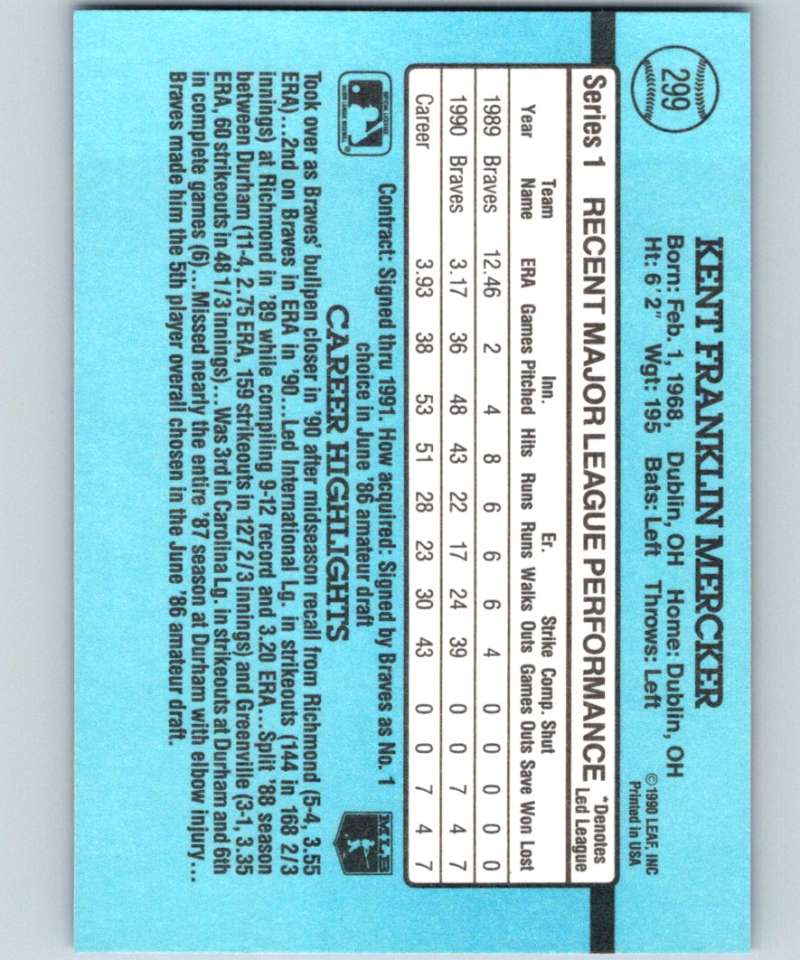 299
KENT FRANKLIN MERCKER
Born: Feb. 1, 1968, Dublin, OH Home: Dublin, OH
Ht: 6' 2" Wgt: 195 Bats: Left Throws: Left
© 1990 LEAF, INC
Printed in USA
Series 1 RECENT MAJOR LEAGUE PERFORMANCE *Denotes
Led League
Team Inn. Er. Strike Comp. Shut
Year Name ERA Games Pitched Hits Runs Runs Walks Outs Games Outs Save Won Lost
1989 Braves 12.46 2 4 8 6 6 6 4 0 0 0 0 0
1990 Braves 3.17 36 48 43 22 17 24 39 0 0 7 4 7
Career 3.93 38 53 51 28 23 30 43 0 0 7 4 7
Contract: Signed thru 1991. How acquired: Signed by Braves as No. 1
choice in June '86 amateur draft
MLB
CAREER HIGHLIGHTS
Took over as Braves' bullpen closer in '90 after midseason recall from Richmond (5-4, 3.55
ERA)...2nd on Braves in ERA in '90...Led International Lg. in strikeouts (144 in 168 2/3
innings) at Richmond in '89 while compiling 9-12 record and 3.20 ERA...Split '88 season
between Durham (11-4, 2.75 ERA, 159 strikeouts in 127 2/3 innings) and Greenville (3-1, 3.35
ERA, 60 strikeouts in 48 1/3 innings)...Was 3rd in Carolina Lg. in strikeouts at Durham and 6th
in complete games (6)...Missed nearly the entire '87 season at Durham with elbow injury...
Braves made him the 5th player overall chosen in the June '86 amateur draft.